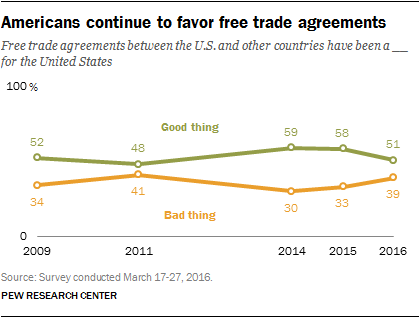 Americans continue to favor free trade agreements
Free trade agreements between the U.S. and other countries have been a __
for the United States
100 %
Good thing
52 48 59 58 51
34 41 30 33 39
Bad thing
0
2009 2011 2014 2015 2016
Source: Survey conducted March 17-27, 2016.
PEW RESEARCH CENTER